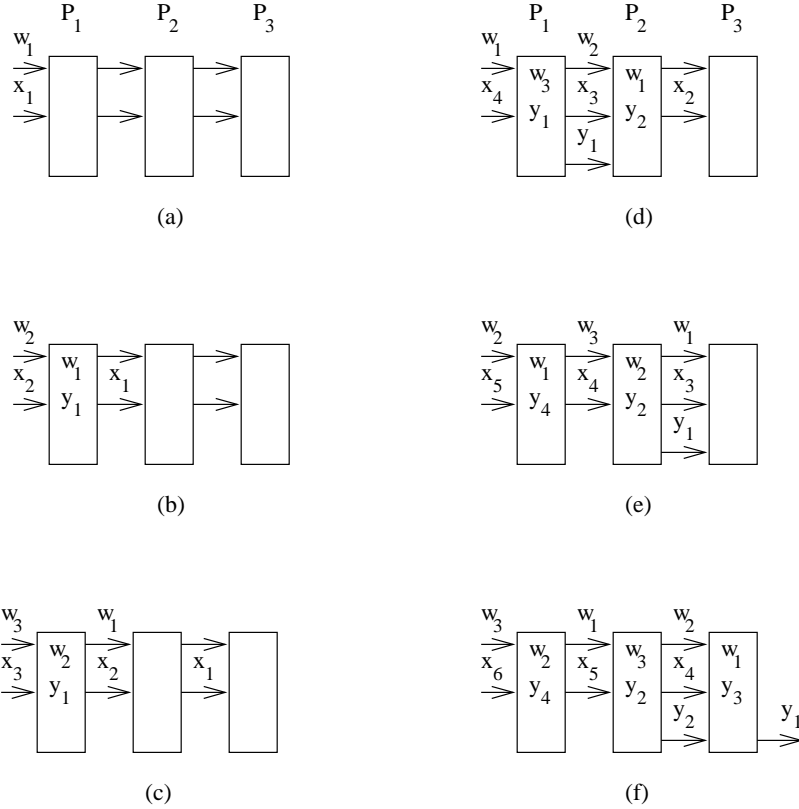 P₁ P₂ P₃
w₁
x₁
(a)
w₂
w₁
x₂ x₁
y₁
(b)
w₃ w₁
w₂
x₃ x₂ x₁
y₁
(c)
P₁ P₂ P₃
w₁ w₂
w₃ w₁
x₄ x₃ x₂
y₁ y₂
y₁
(d)
w₂ w₃ w₁
w₁ w₂
x₅ x₄ x₃
y₄ y₂
y₁
(e)
w₃ w₁ w₂
w₂ w₃ w₁
x₆ x₅ x₄
y₄ y₂ y₃
y₂ y₁
(f)